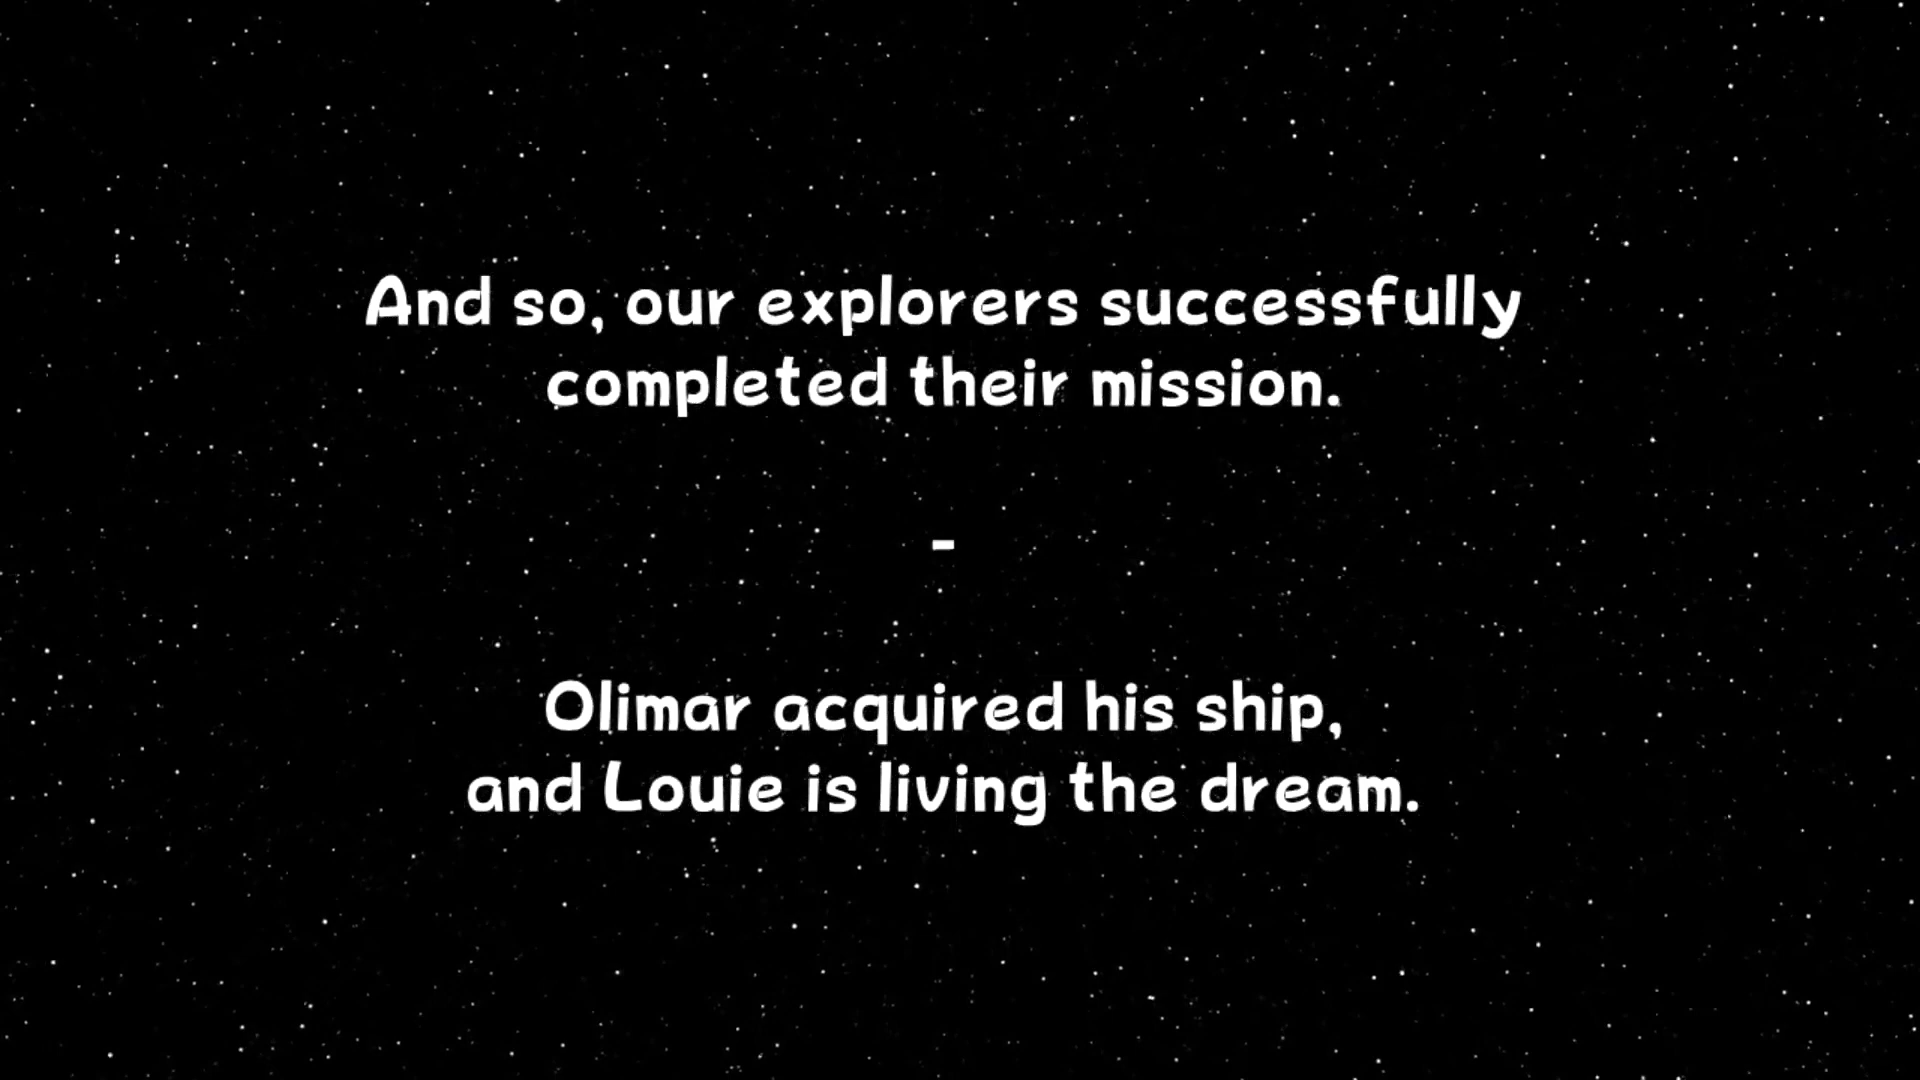 And so, our explorers successfully
completed their mission.
-
Olimar acquired his ship,
and Louie is living the dream.